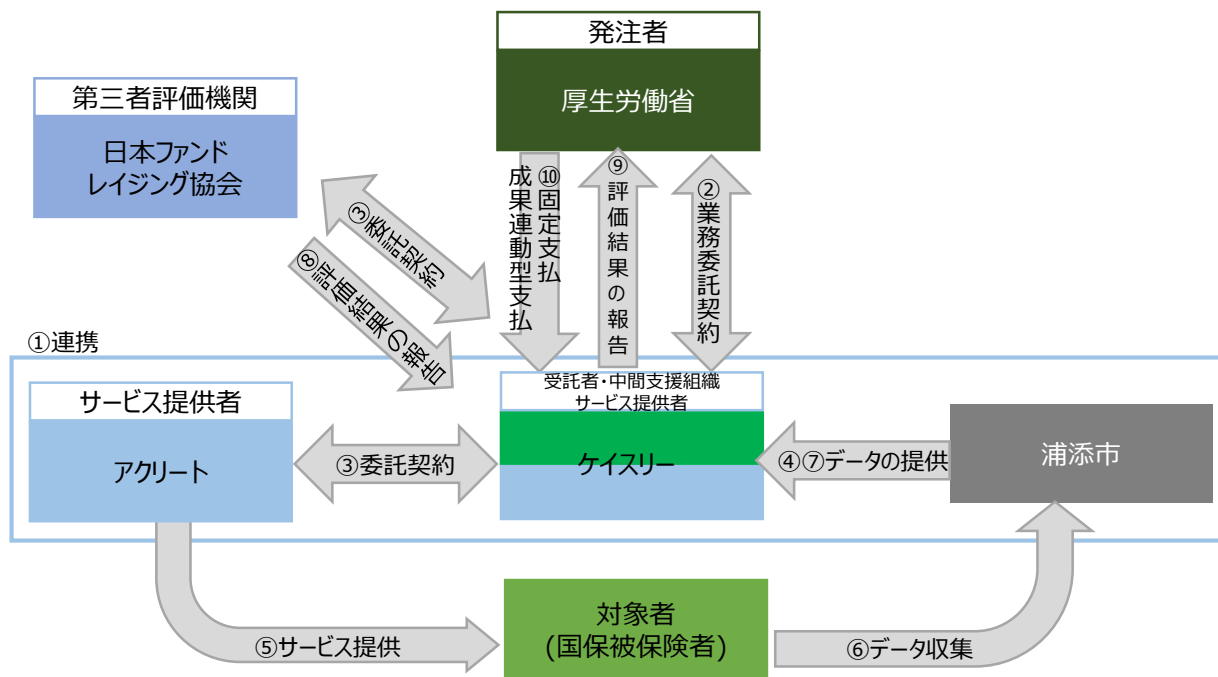 発注者
厚生労働省
第三者評価機関
日本ファンド
レイジング協会
③委託契約
⑧評価結果の報告
⑩固定支払
成果連動型支払
⑨評価結果の報告
②業務委託契約
①連携
サービス提供者
アクリート
③委託契約
受託者・中間支援組織
サービス提供者
ケイスリー
④⑦データの提供
浦添市
⑤サービス提供
対象者
(国保被保険者)
⑥データ収集